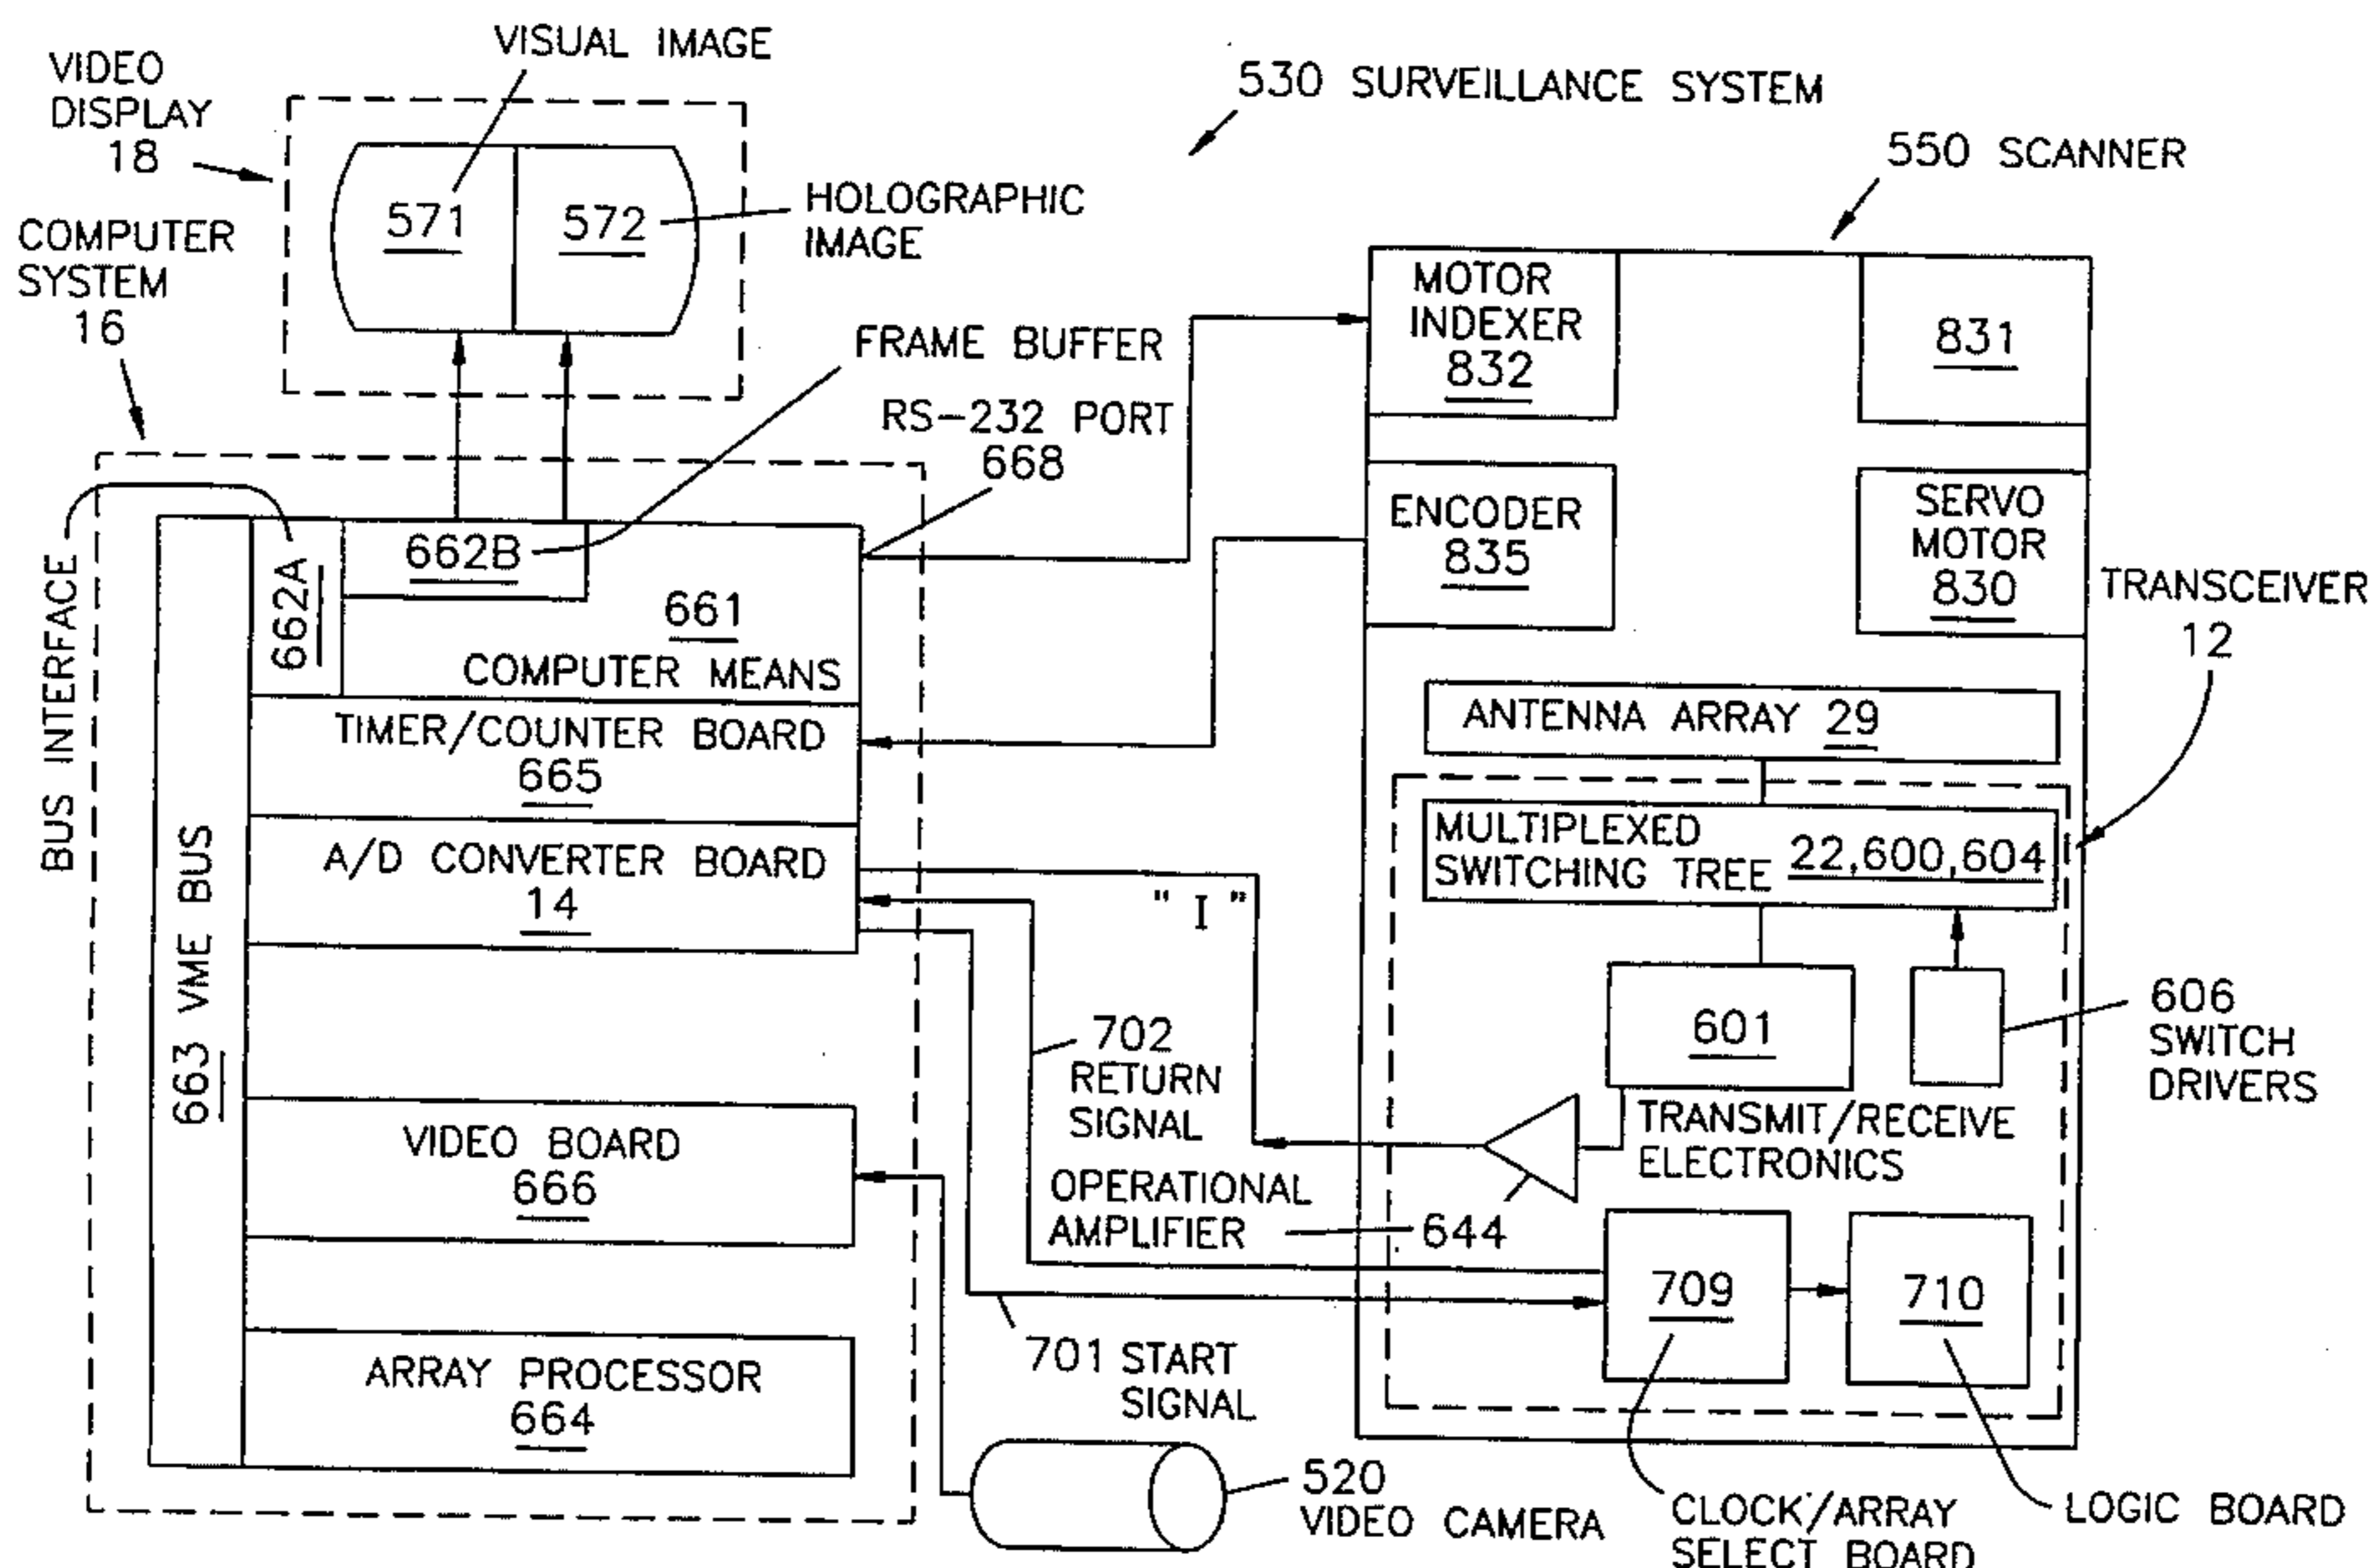 VISUAL IMAGE
VIDEO
DISPLAY
18
530 SURVEILLANCE SYSTEM
550 SCANNER
571
572
HOLOGRAPHIC
IMAGE
COMPUTER
SYSTEM
16
FRAME BUFFER
RS-232 PORT
668
MOTOR
INDEXER
832
831
ENCODER
835
SERVO
MOTOR
830
TRANSCEIVER
12
BUS INTERFACE
662A
662B
661
COMPUTER MEANS
TIMER/COUNTER BOARD
665
A/D CONVERTER BOARD
14
663 VME BUS
VIDEO BOARD
666
ARRAY PROCESSOR
664
ANTENNA ARRAY 29
MULTIPLEXED
SWITCHING TREE 22,600,604
" I "
601
TRANSMIT/RECEIVE
ELECTRONICS
606
SWITCH
DRIVERS
702
RETURN
SIGNAL
OPERATIONAL
AMPLIFIER
644
709
710
701 START
SIGNAL
520
VIDEO CAMERA
CLOCK/ARRAY
SELECT BOARD
LOGIC BOARD